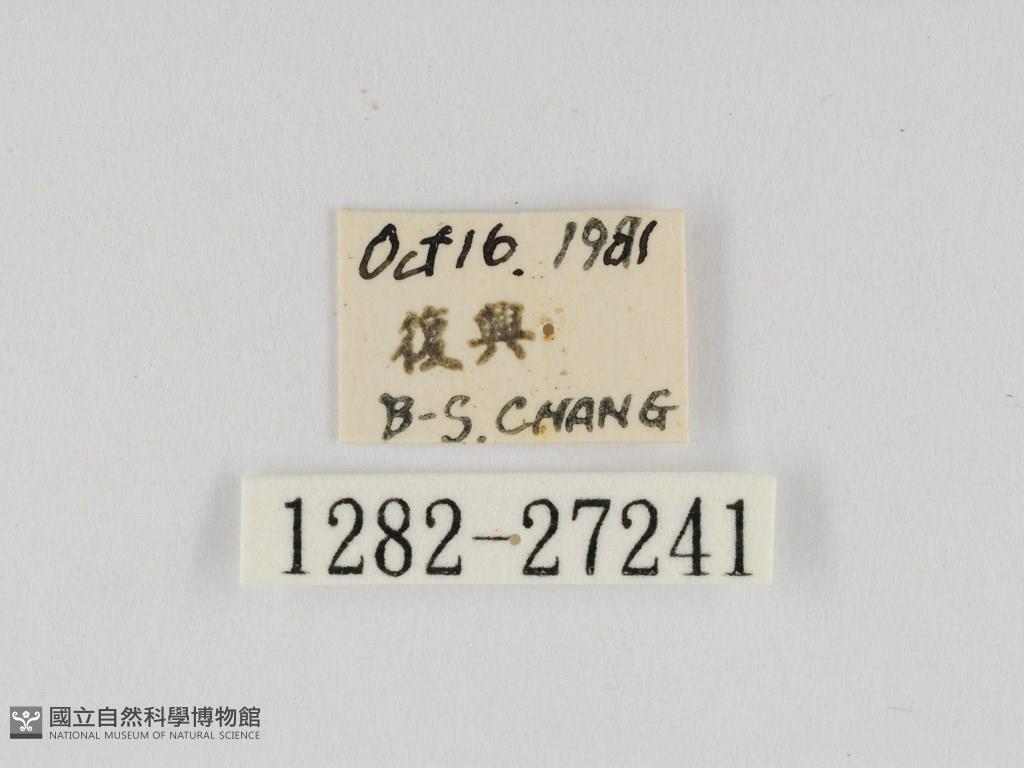 Oct 16. 1981
復興
B-S. CHANG
1282-27241
國立自然科學博物館
NATIONAL MUSEUM OF NATURAL SCIENCE